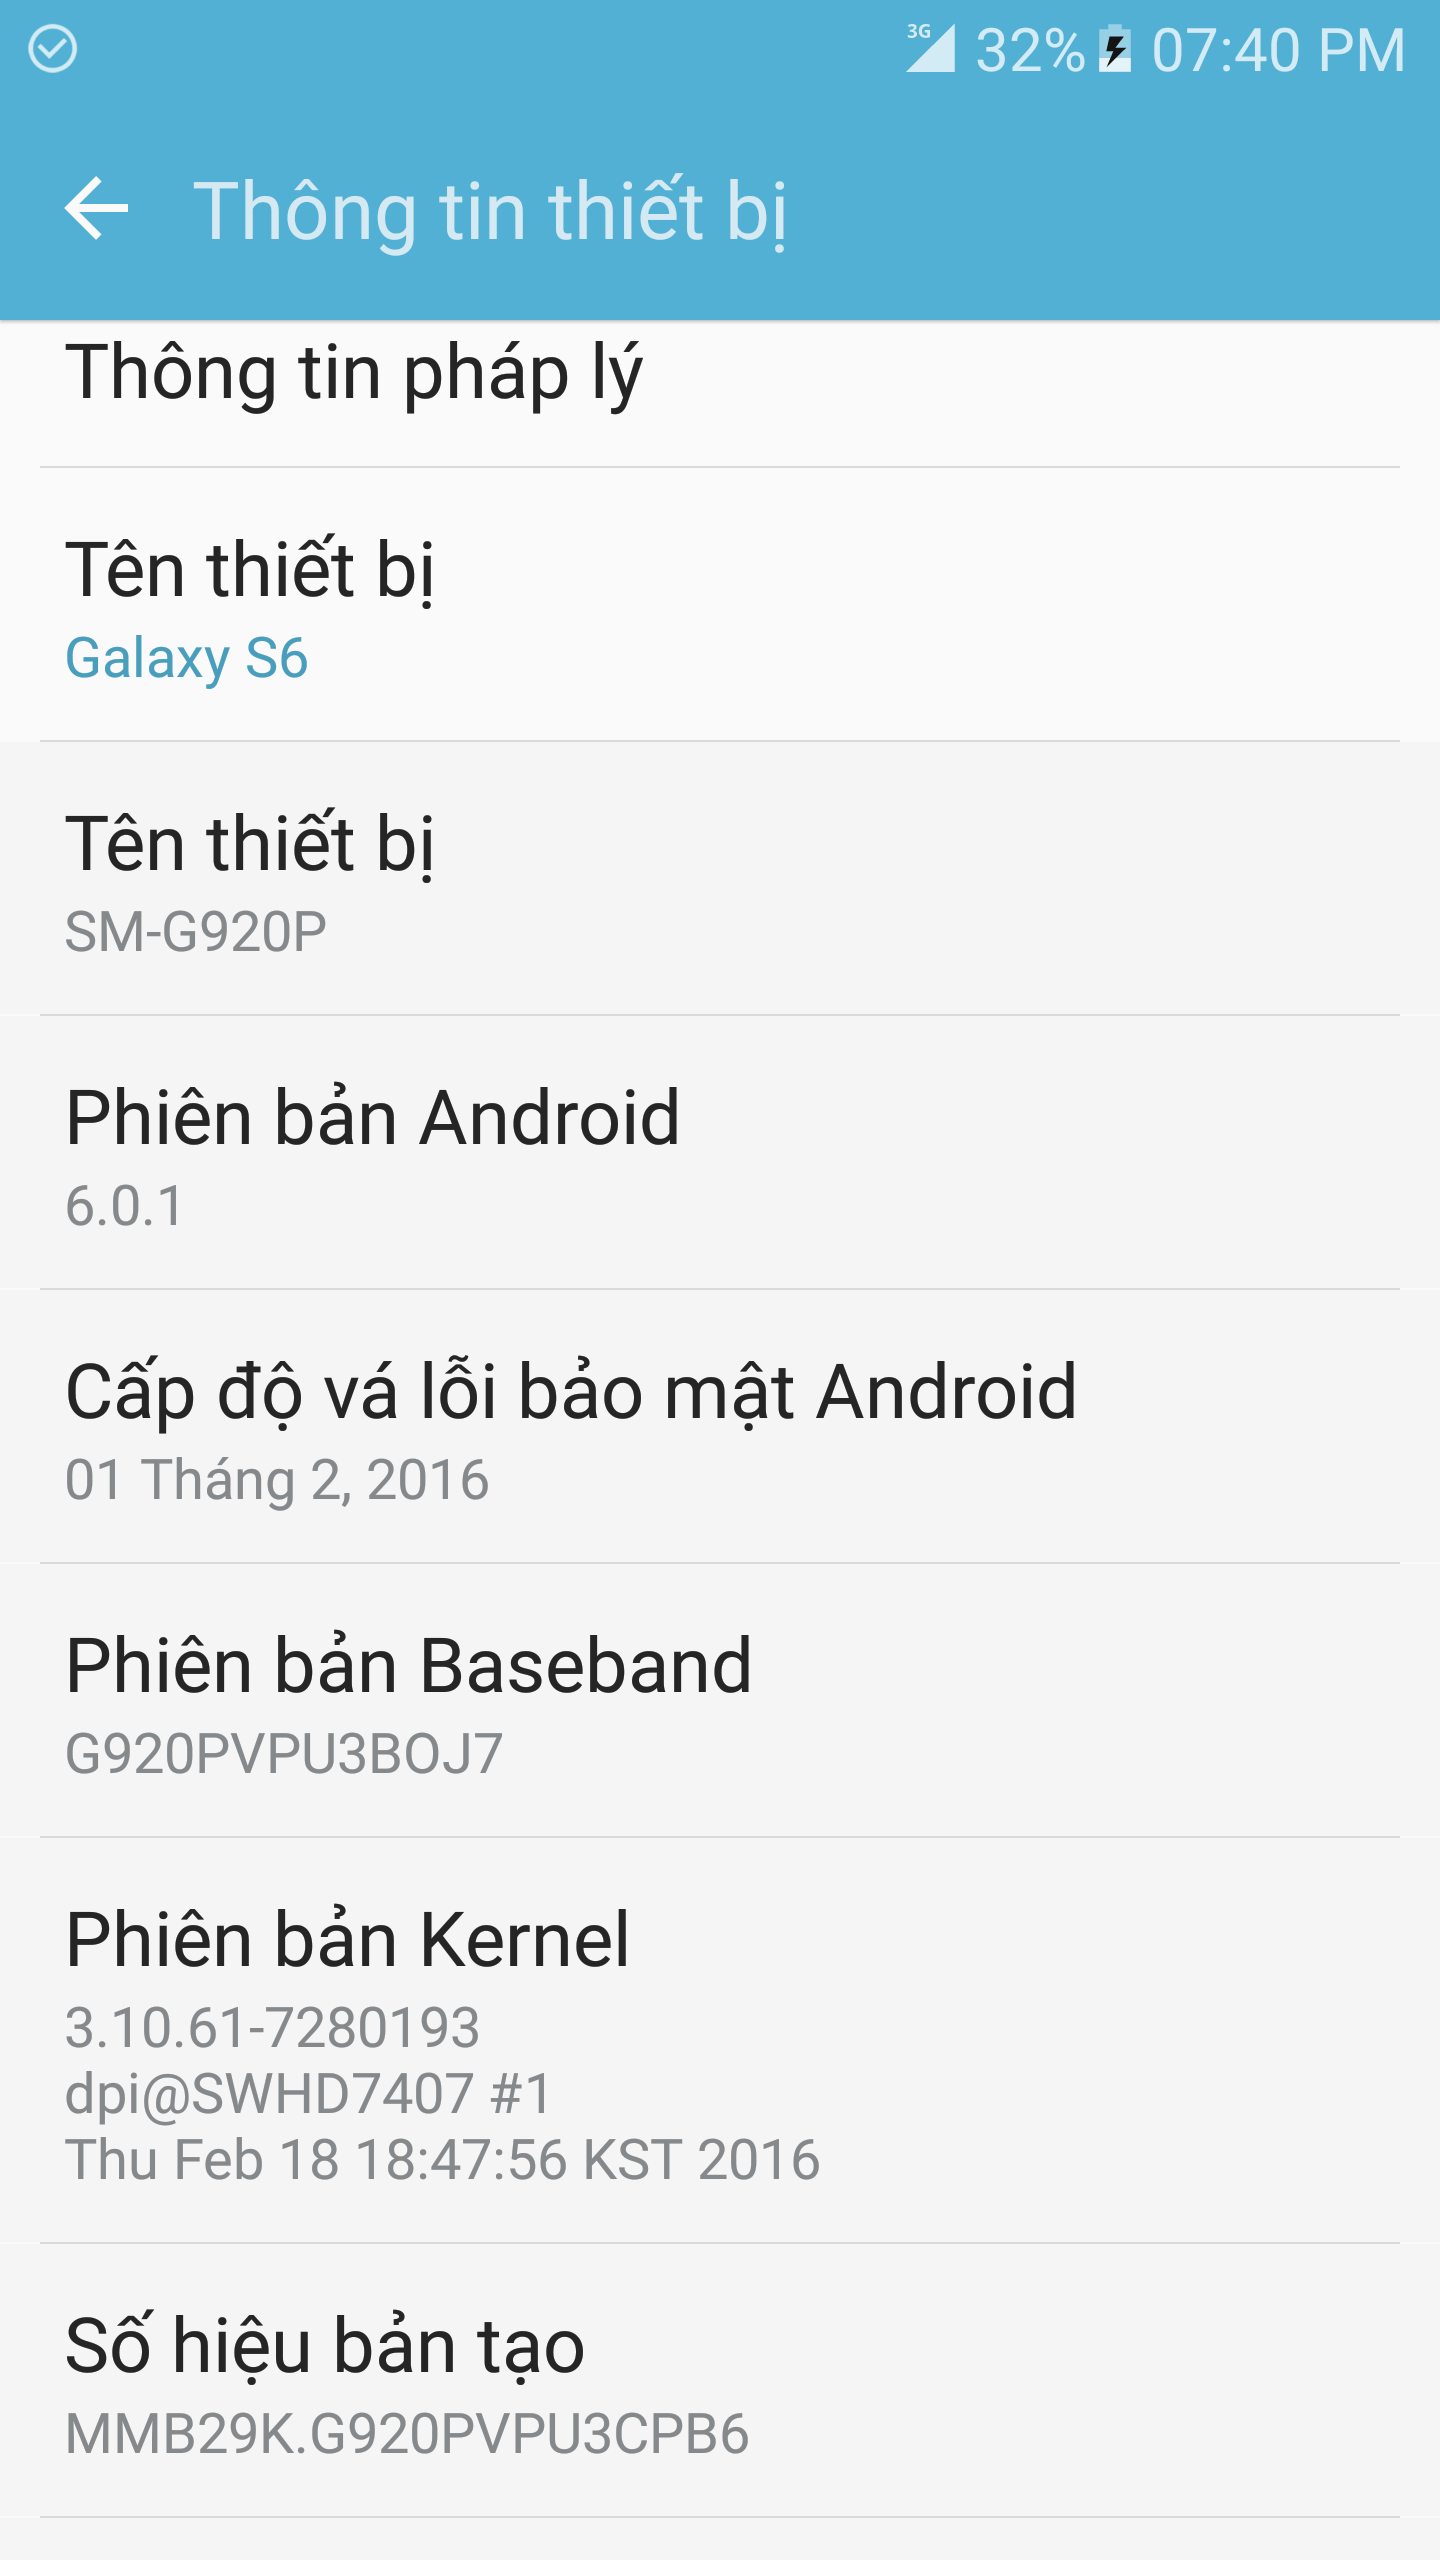 3G 32% 07:40 PM
Thông tin thiết bị
Thông tin pháp lý
Tên thiết bị
Galaxy S6
Tên thiết bị
SM-G920P
Phiên bản Android
6.0.1
Cấp độ vá lỗi bảo mật Android
01 Tháng 2, 2016
Phiên bản Baseband
G920PVPU3BOJ7
Phiên bản Kernel
3.10.61-7280193
dpi@SWHD7407 #1
Thu Feb 18 18:47:56 KST 2016
Số hiệu bản tạo
MMB29K.G920PVPU3CPB6